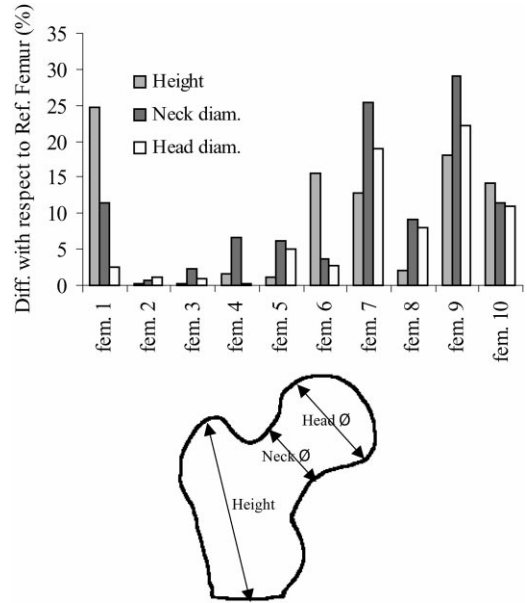 Diff. with respect to Ref. Femur (%)
35
30
25
20
15
10
5
0
Height
Neck diam.
Head diam.
fem. 1
fem. 2
fem. 3
fem. 4
fem. 5
fem. 6
fem. 7
fem. 8
fem. 9
fem. 10
Head Ø
Neck Ø
Height